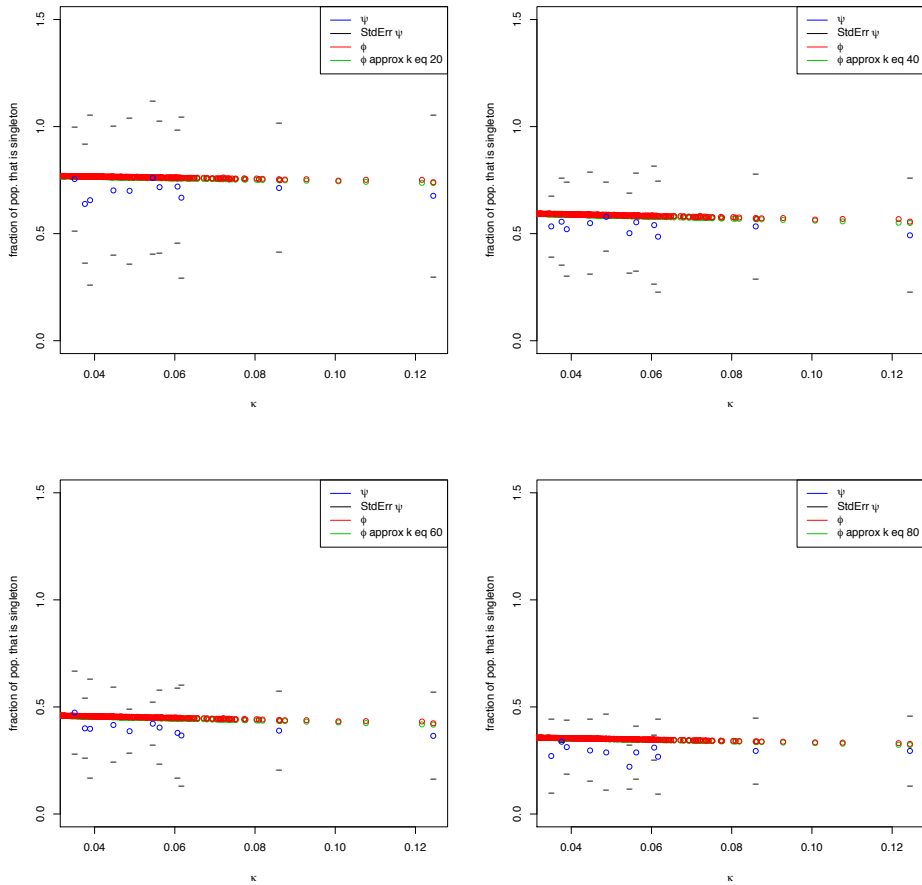 ψ
StdErr ψ
ϕ
ϕ approx k eq 20
fraction of pop. that is singleton
0.0 0.5 1.0 1.5
0.04 0.06 0.08 0.10 0.12
κ
ψ
StdErr ψ
ϕ
ϕ approx k eq 40
fraction of pop. that is singleton
0.0 0.5 1.0 1.5
0.04 0.06 0.08 0.10 0.12
κ
ψ
StdErr ψ
ϕ
ϕ approx k eq 60
fraction of pop. that is singleton
0.0 0.5 1.0 1.5
0.04 0.06 0.08 0.10 0.12
κ
ψ
StdErr ψ
ϕ
ϕ approx k eq 80
fraction of pop. that is singleton
0.0 0.5 1.0 1.5
0.04 0.06 0.08 0.10 0.12
κ